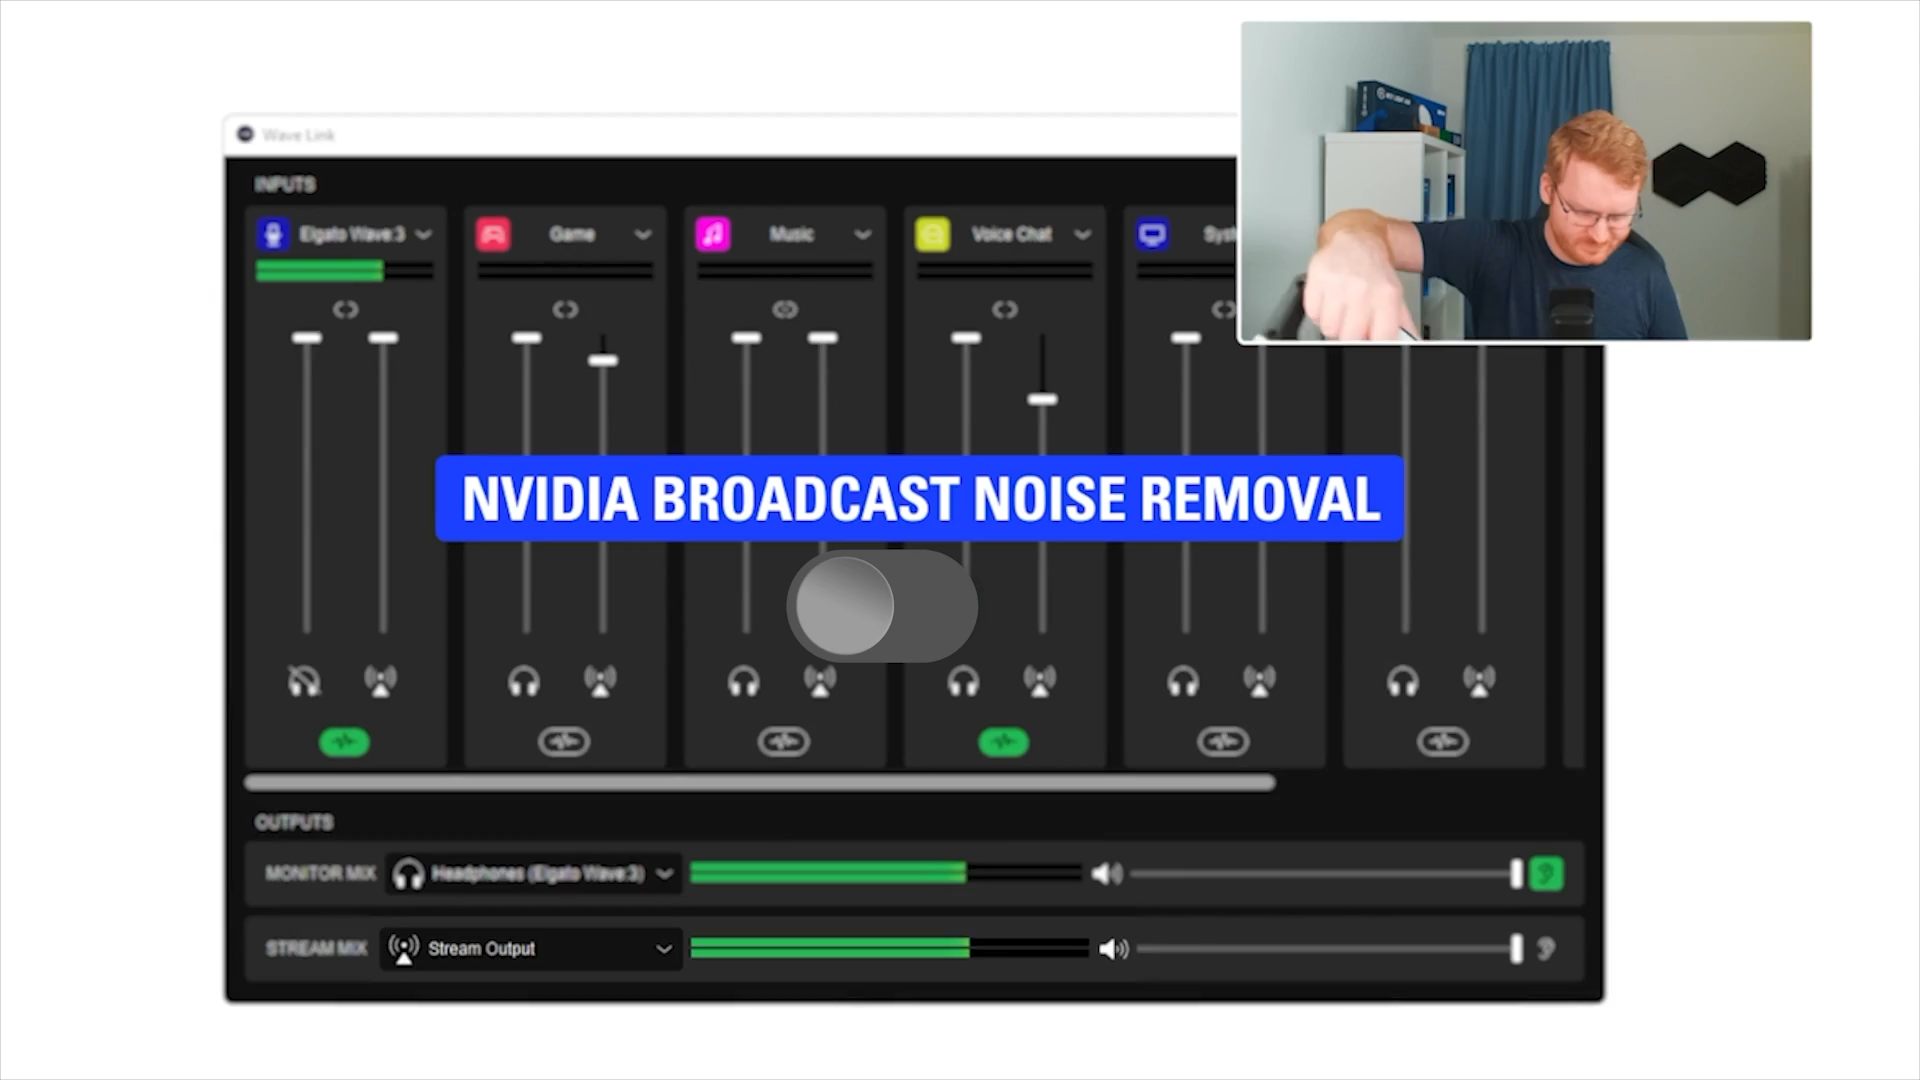 Wave Link
INPUTS
Elgato Wave:3
Game
Music
Voice Chat
NVIDIA BROADCAST NOISE REMOVAL
OUTPUTS
MONITOR MIX
Headphones (Elgato Wave:3)
STREAM MIX
Stream Output